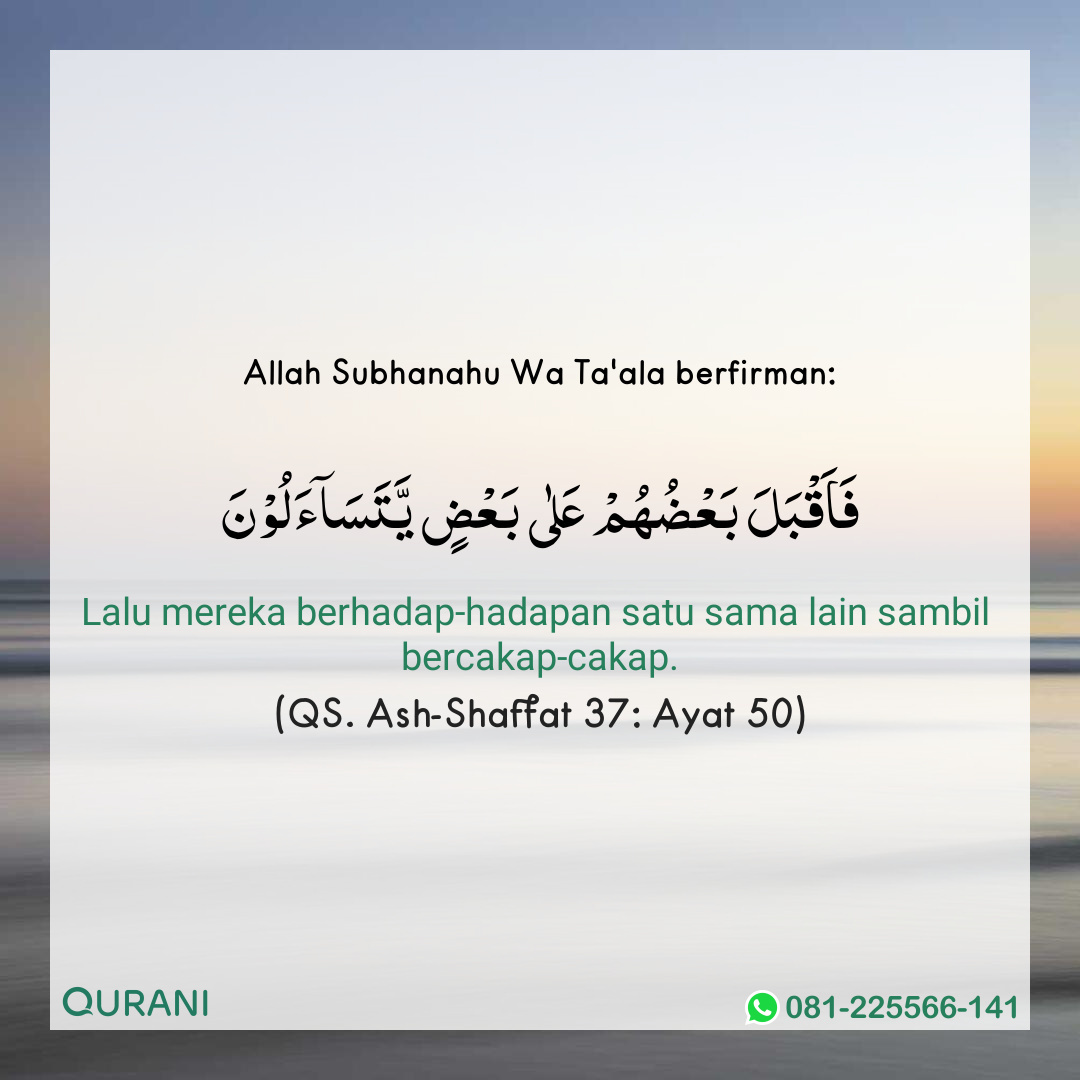 Allah Subhanahu Wa Ta'ala berfirman:
فَاَقْبَلَ بَعْضُهُمْ عَلٰى بَعْضٍ يَّتَسَاۤءَلُوْنَ
Lalu mereka berhadap-hadapan satu sama lain sambil
bercakap-cakap.
(QS. Ash-Shaffat 37: Ayat 50)
QURANI
081-225566-141